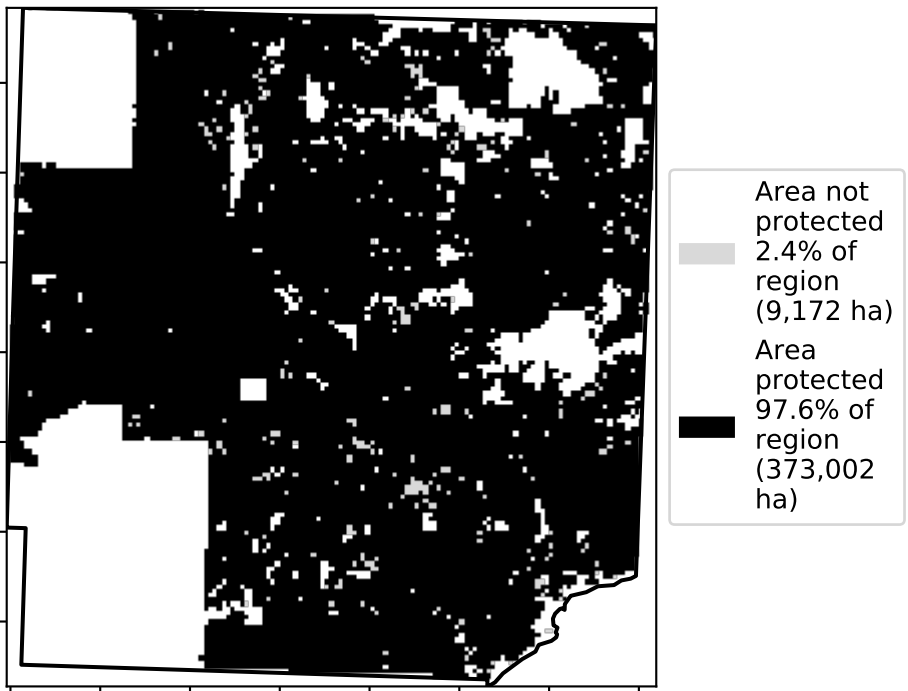 Area not
protected
2.4% of
region
(9,172 ha)
Area
protected
97.6% of
region
(373,002
ha)